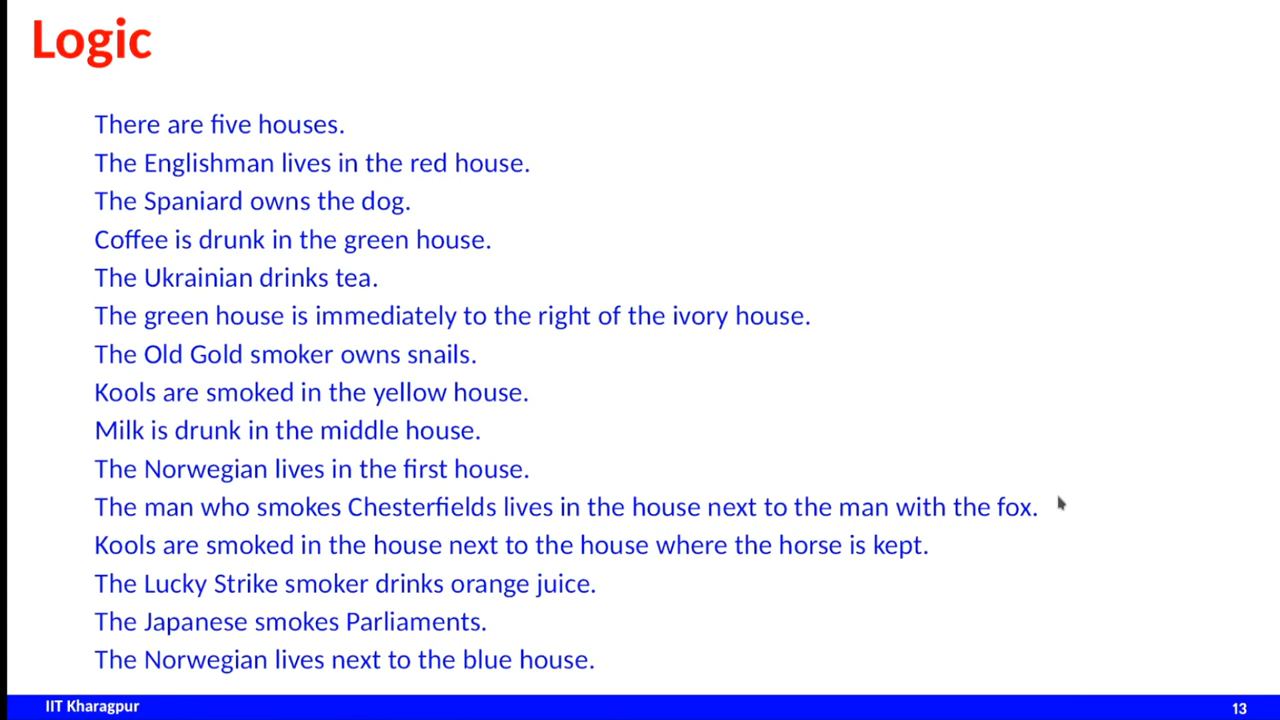 Logic
There are five houses.
The Englishman lives in the red house.
The Spaniard owns the dog.
Coffee is drunk in the green house.
The Ukrainian drinks tea.
The green house is immediately to the right of the ivory house.
The Old Gold smoker owns snails.
Kools are smoked in the yellow house.
Milk is drunk in the middle house.
The Norwegian lives in the first house.
The man who smokes Chesterfields lives in the house next to the man with the fox.
Kools are smoked in the house next to the house where the horse is kept.
The Lucky Strike smoker drinks orange juice.
The Japanese smokes Parliaments.
The Norwegian lives next to the blue house.
IIT Kharagpur 13